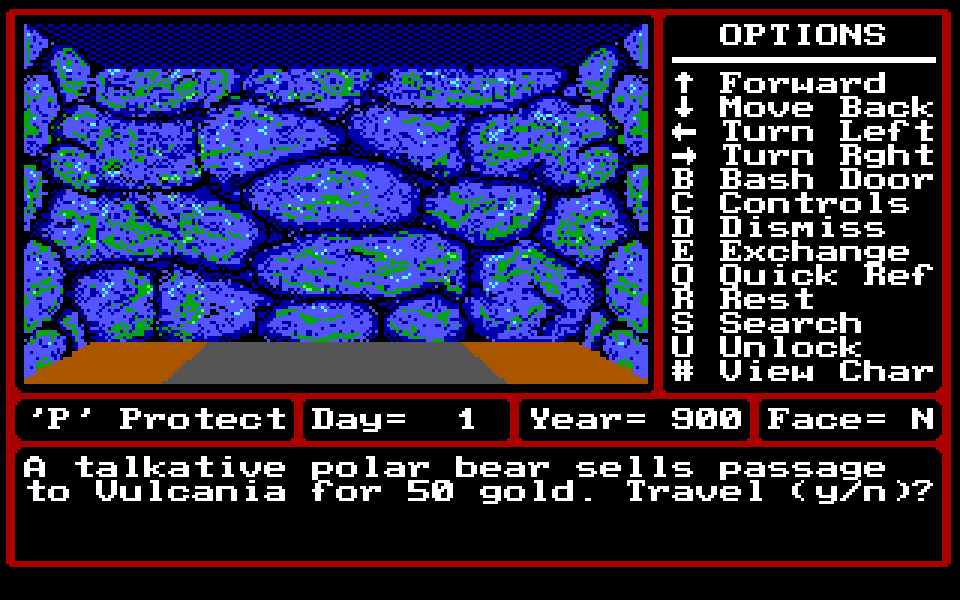 OPTIONS
↑ Forward
↓ Move Back
← Turn Left
→ Turn Rght
B Bash Door
C Controls
D Dismiss
E Exchange
Q Quick Ref
R Rest
S Search
U Unlock
# View Char
'P' Protect Day= 1 Year= 900 Face= N
A talkative polar bear sells passage
to Vulcania for 50 gold. Travel (y/n)?